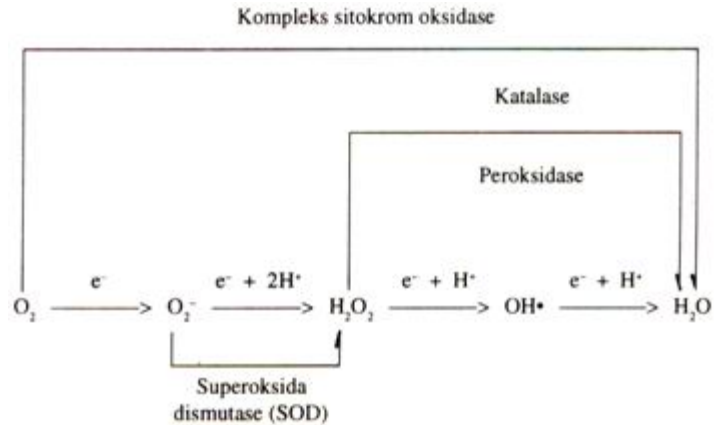 Kompleks sitokrom oksidase
Katalase
Peroksidase
e⁻ e⁻ + 2H⁺ e⁻ + H⁺ e⁻ + H⁺
O₂ ——> O₂⁻ ——> H₂O₂ ——> OH• ——> H₂O
Superoksida
dismutase (SOD)